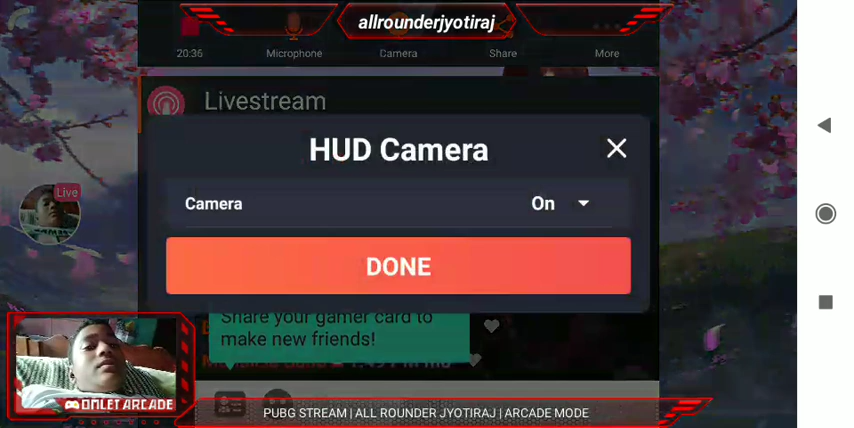 allrounderjyotiraj
20:36
Microphone
Camera
Share
More
Livestream
HUD Camera
Camera
On
Live
DONE
Share your gamer card to
make new friends!
OMLET ARCADE
PUBG STREAM | ALL ROUNDER JYOTIRAJ | ARCADE MODE